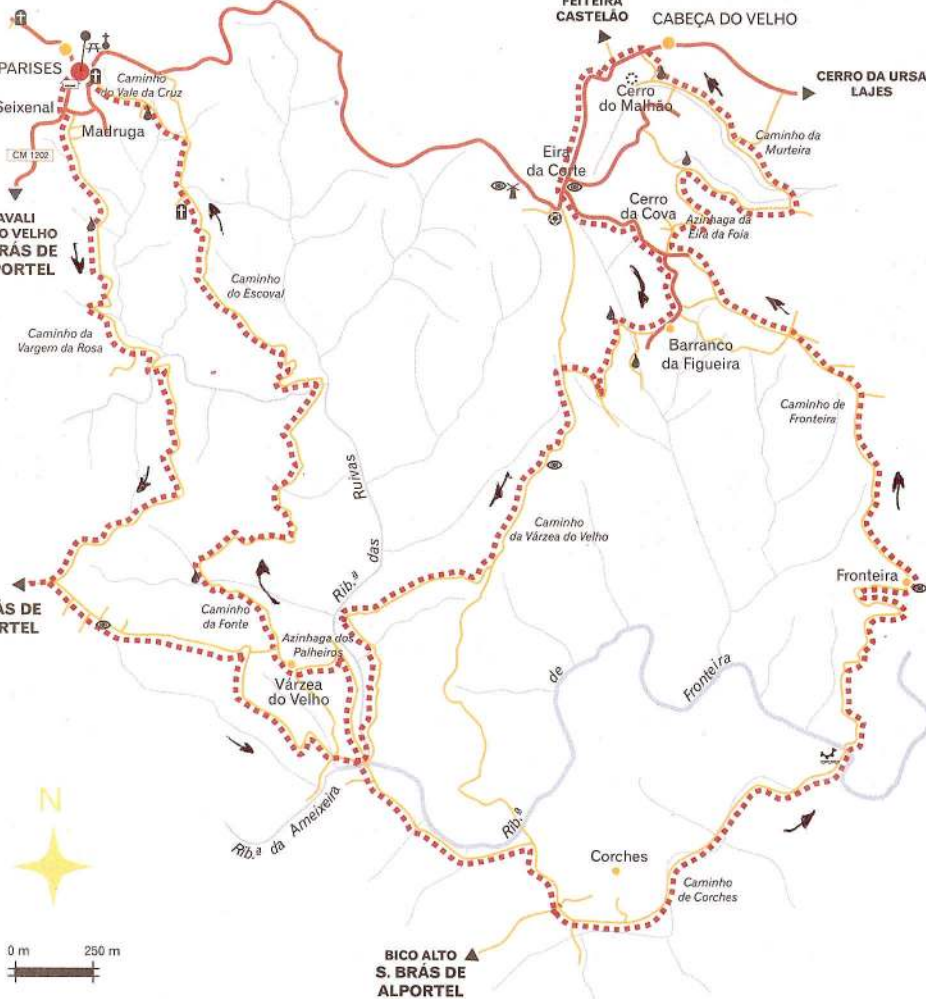 FEITEIRA
CASTELÃO
CABEÇA DO VELHO
PARISES
Caminho
do Vale da Cruz
CERRO DA URSA
LAJES
Seixenal
Cerro
do Malhão
Madruga
Caminho da
Murteira
CM 1202
Eira
da Corte
Cerro
da Cova
Azinhaga da
Eira da Foia
AVALI
O VELHO
RÁS DE
PORTEL
Caminho
do Escoval
Caminho da
Vargem da Rosa
Barranco
da Figueira
Caminho de
Fronteira
Rib.ª das Ruivas
Caminho
da Várzea do Velho
Fronteira
ÁS DE
RTEL
Caminho
da Fonte
Azinhaga dos
Palheiros
Várzea
do Velho
Rib.ª de Fronteira
N
Rib.ª da Ameixeira
Corches
Caminho
de Corches
0 m 250 m
BICO ALTO
S. BRÁS DE
ALPORTEL